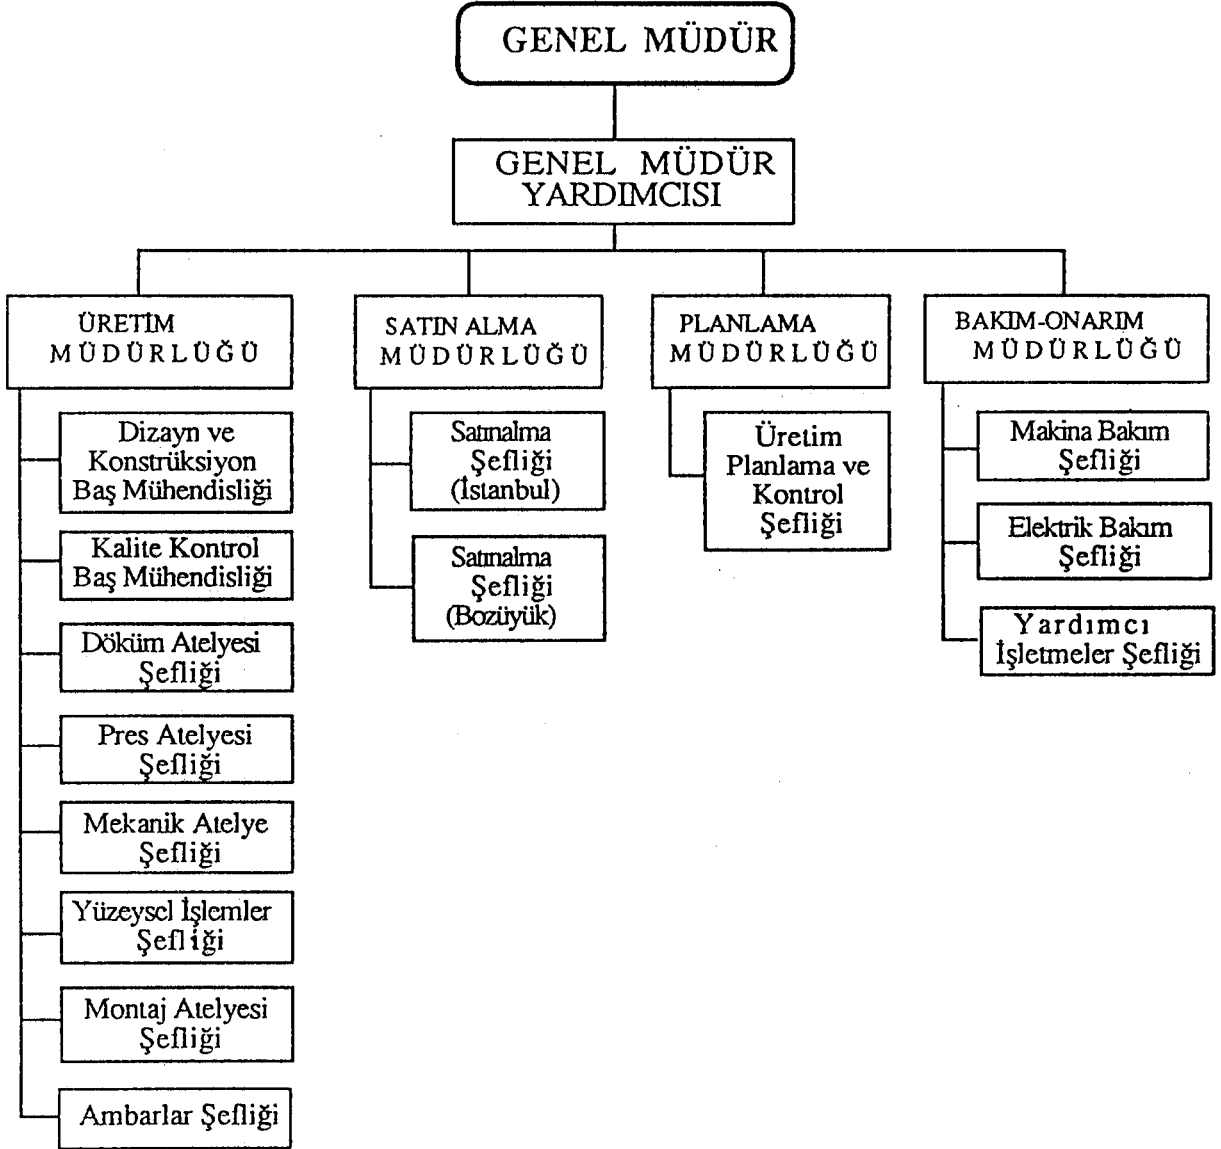 GENEL MÜDÜR
GENEL MÜDÜR
YARDIMCISI
ÜRETİM
MÜDÜRLÜĞÜ
SATIN ALMA
MÜDÜRLÜĞÜ
PLANLAMA
MÜDÜRLÜĞÜ
BAKIM-ONARIM
MÜDÜRLÜĞÜ
Dizayn ve
Konstrüksiyon
Baş Mühendisliği
Kalite Kontrol
Baş Mühendisliği
Döküm Atelyesi
Şefliği
Pres Atelyesi
Şefliği
Mekanik Atelye
Şefliği
Yüzeysel İşlemler
Şefliği
Montaj Atelyesi
Şefliği
Ambarlar Şefliği
Satınalma
Şefliği
(İstanbul)
Satınalma
Şefliği
(Bozüyük)
Üretim
Planlama ve
Kontrol
Şefliği
Makina Bakım
Şefliği
Elektrik Bakım
Şefliği
Yardımcı
İşletmeler Şefliği